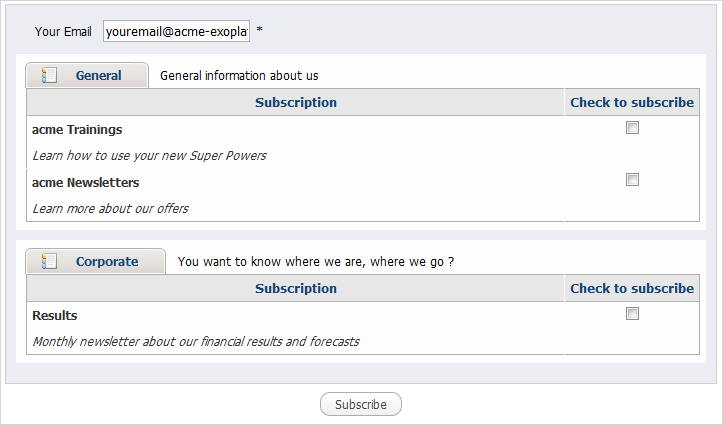 Your Email youremail@acme-exopla *
General General information about us
Subscription Check to subscribe
acme Trainings
Learn how to use your new Super Powers
acme Newsletters
Learn more about our offers
Corporate You want to know where we are, where we go ?
Subscription Check to subscribe
Results
Monthly newsletter about our financial results and forecasts
Subscribe